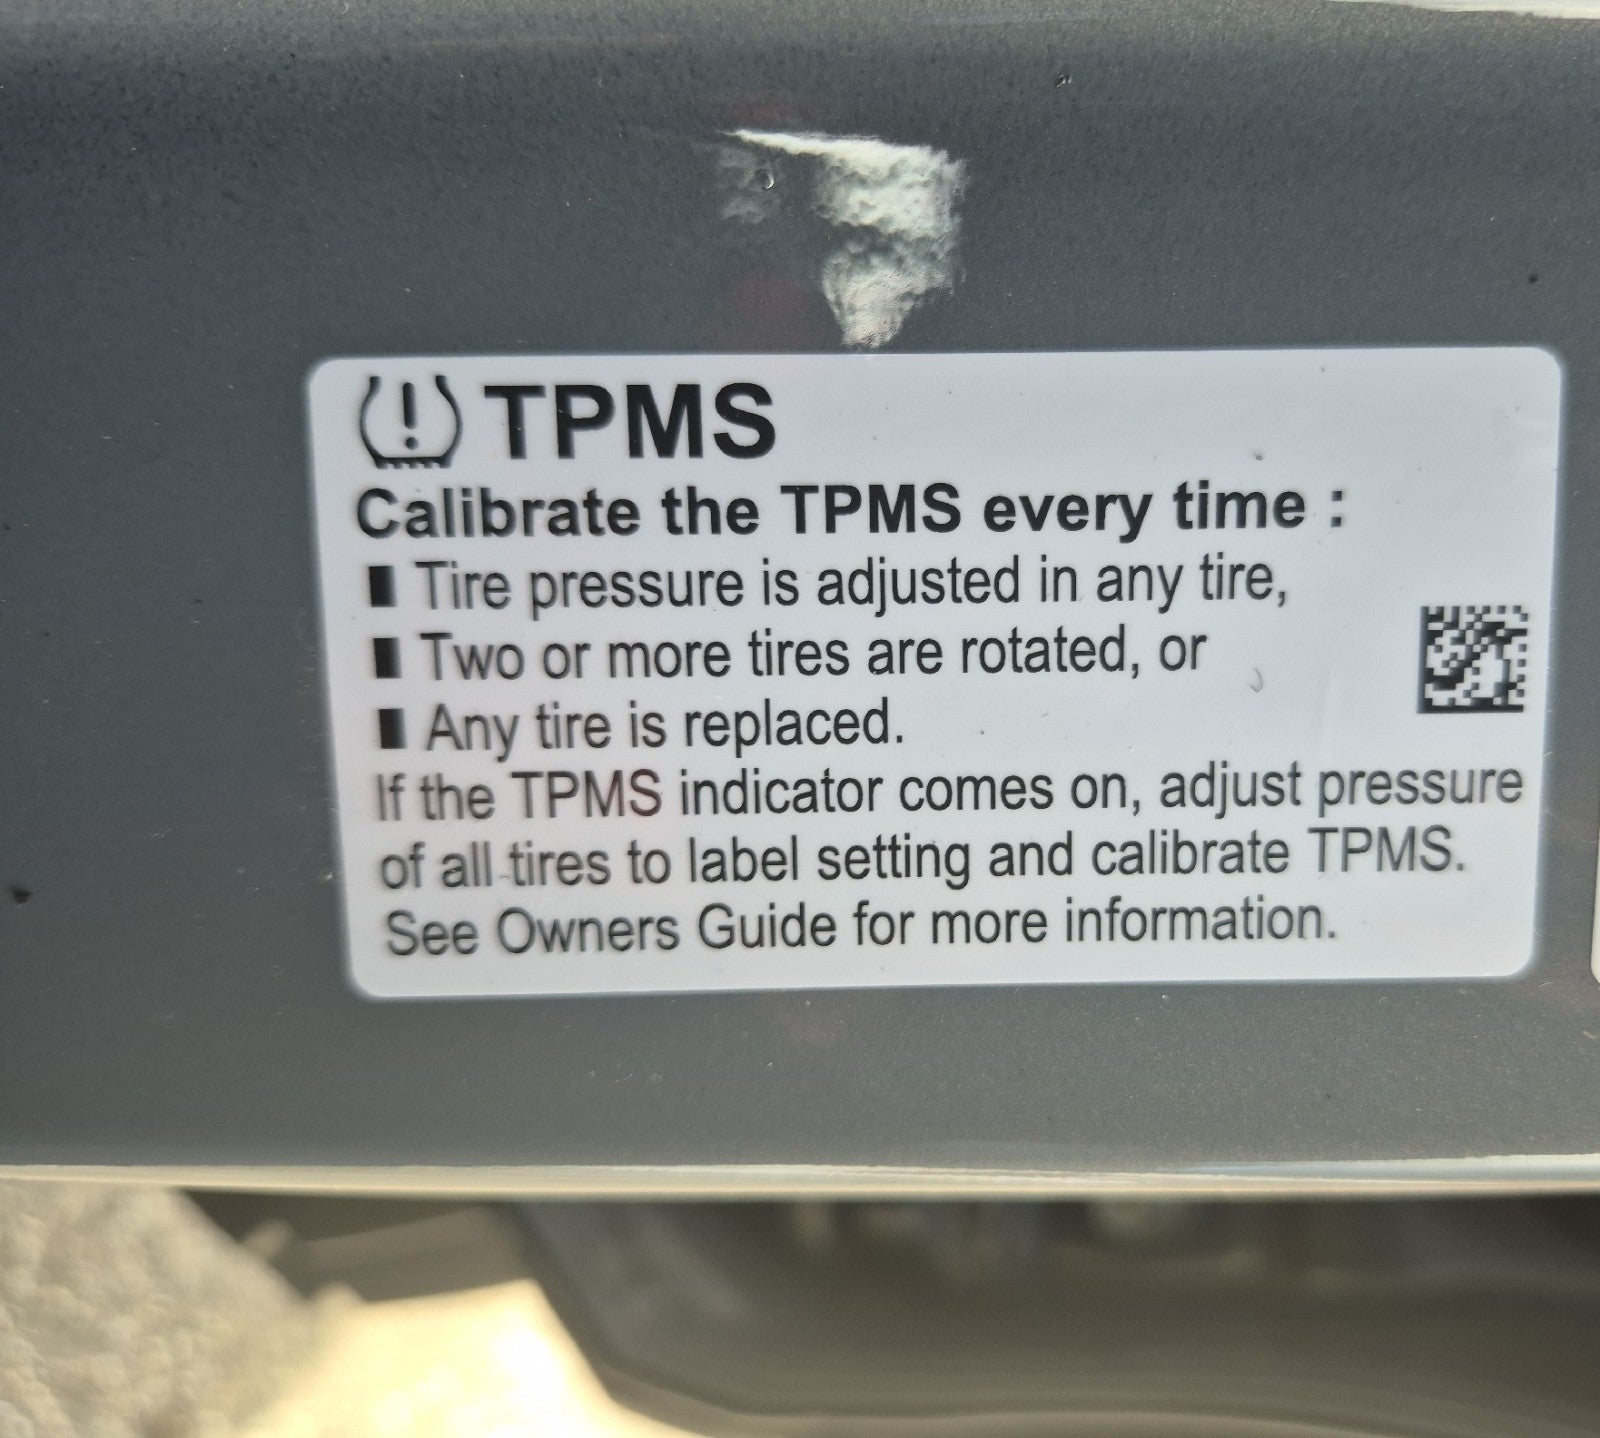 TPMS
Calibrate the TPMS every time :
▮ Tire pressure is adjusted in any tire,
▮ Two or more tires are rotated, or
▮ Any tire is replaced.
If the TPMS indicator comes on, adjust pressure
of all tires to label setting and calibrate TPMS.
See Owners Guide for more information.